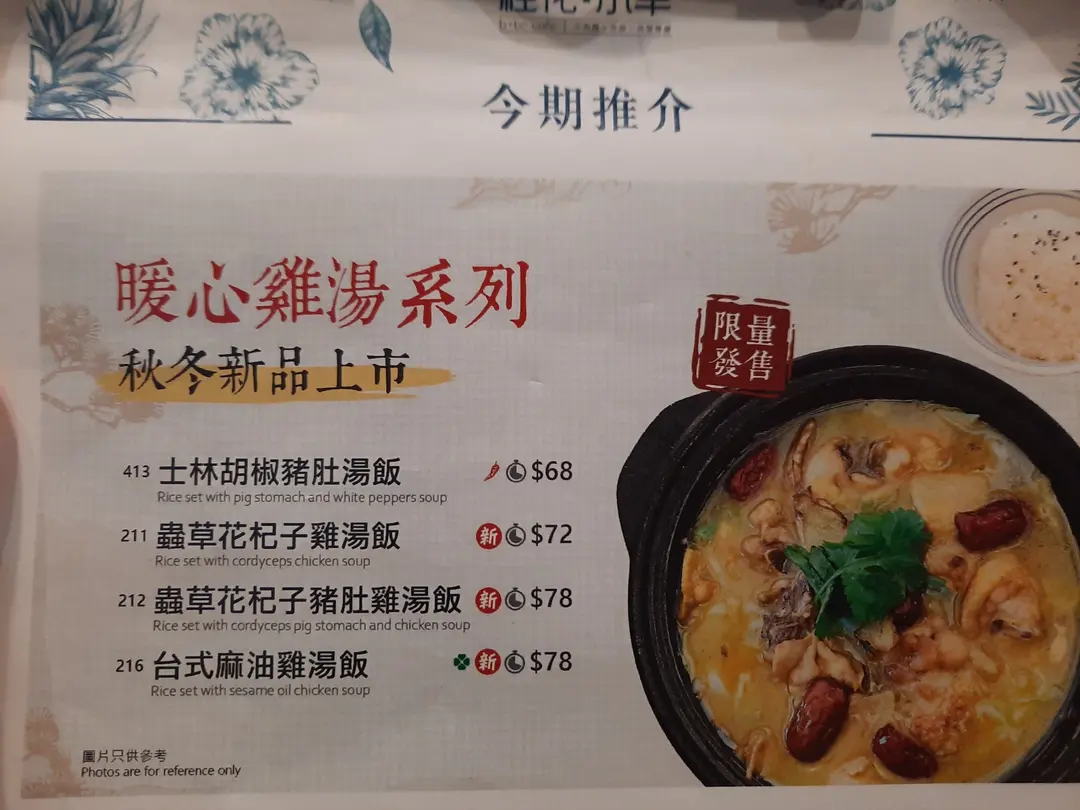 今期推介
暖心雞湯系列
秋冬新品上市
限量
發售
413 士林胡椒豬肚湯飯 $68
Rice set with pig stomach and white peppers soup
211 蟲草花杞子雞湯飯 新 $72
Rice set with cordyceps chicken soup
212 蟲草花杞子豬肚雞湯飯 新 $78
Rice set with cordyceps pig stomach and chicken soup
216 台式麻油雞湯飯 新 $78
Rice set with sesame oil chicken soup
圖片只供參考
Photos are for reference only